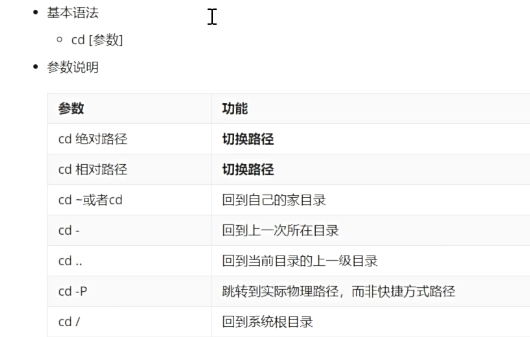 基本语法
cd [参数]
参数说明
参数 功能
cd 绝对路径 切换路径
cd 相对路径 切换路径
cd ~或者cd 回到自己的家目录
cd - 回到上一次所在目录
cd .. 回到当前目录的上一级目录
cd -P 跳转到实际物理路径，而非快捷方式路径
cd / 回到系统根目录